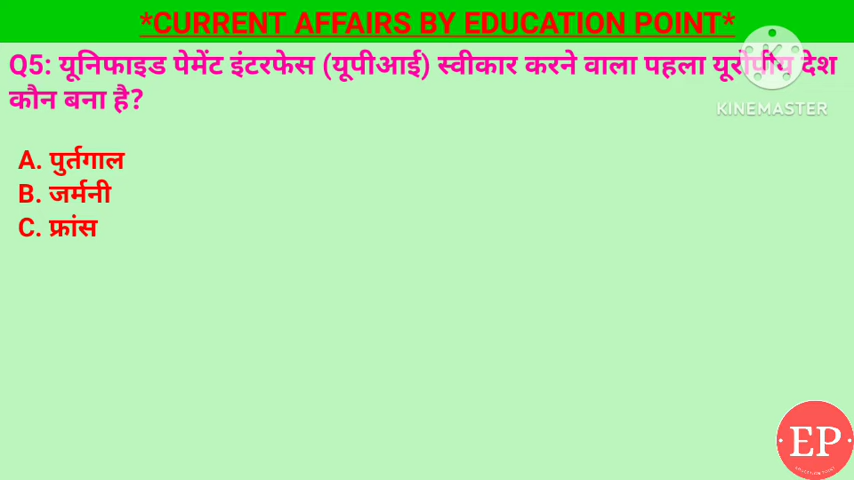 *CURRENT AFFAIRS BY EDUCATION POINT*
Q5: यूनिफाइड पेमेंट इंटरफेस (यूपीआई) स्वीकार करने वाला पहला यूरोपीय देश
कौन बना है?
KINEMASTER
A. पुर्तगाल
B. जर्मनी
C. फ्रांस
EP